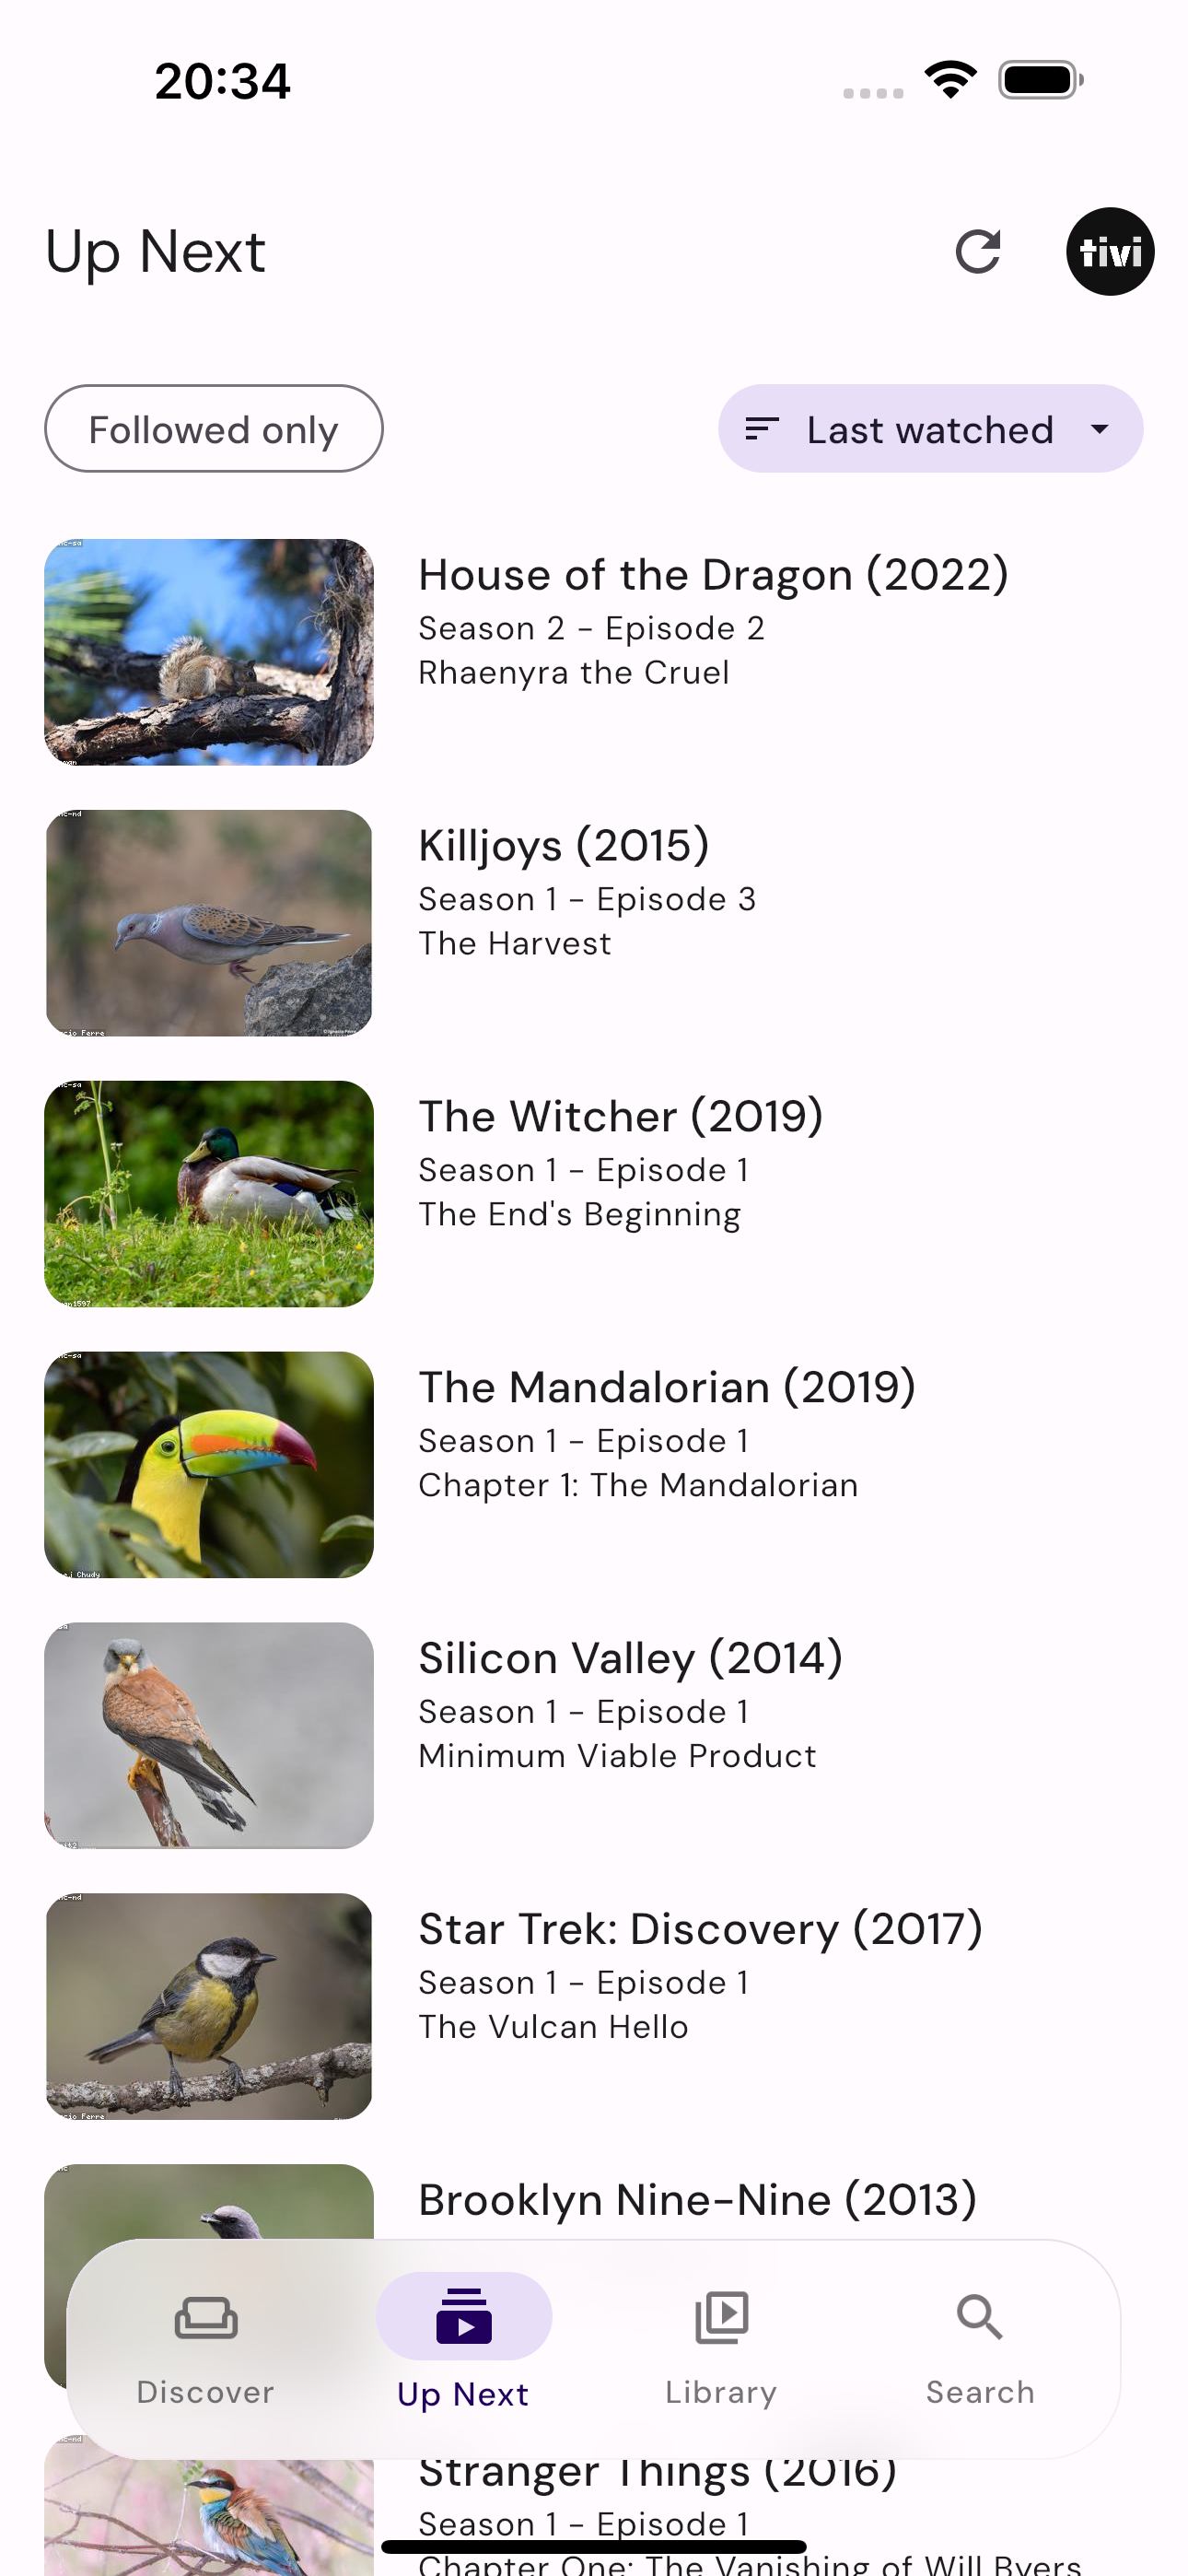 20:34
Up Next
tivi
Followed only
Last watched
House of the Dragon (2022)
Season 2 - Episode 2
Rhaenyra the Cruel
Killjoys (2015)
Season 1 - Episode 3
The Harvest
The Witcher (2019)
Season 1 - Episode 1
The End's Beginning
The Mandalorian (2019)
Season 1 - Episode 1
Chapter 1: The Mandalorian
Silicon Valley (2014)
Season 1 - Episode 1
Minimum Viable Product
Star Trek: Discovery (2017)
Season 1 - Episode 1
The Vulcan Hello
Brooklyn Nine-Nine (2013)
Discover
Up Next
Library
Search
Stranger Things (2016)
Season 1 - Episode 1
Chapter One: The Vanishing of Will Byers